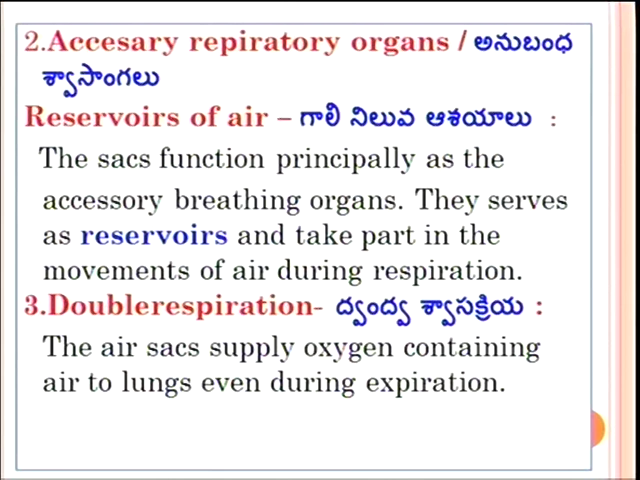 2.Accesary repiratory organs / అనుబంధ
శ్వాసాంగలు
Reservoirs of air – గాలి నిలువ ఆశయాలు :
The sacs function principally as the
accessory breathing organs. They serves
as reservoirs and take part in the
movements of air during respiration.
3.Doublerespiration- ద్వంద్వ శ్వాసక్రియ :
The air sacs supply oxygen containing
air to lungs even during expiration.